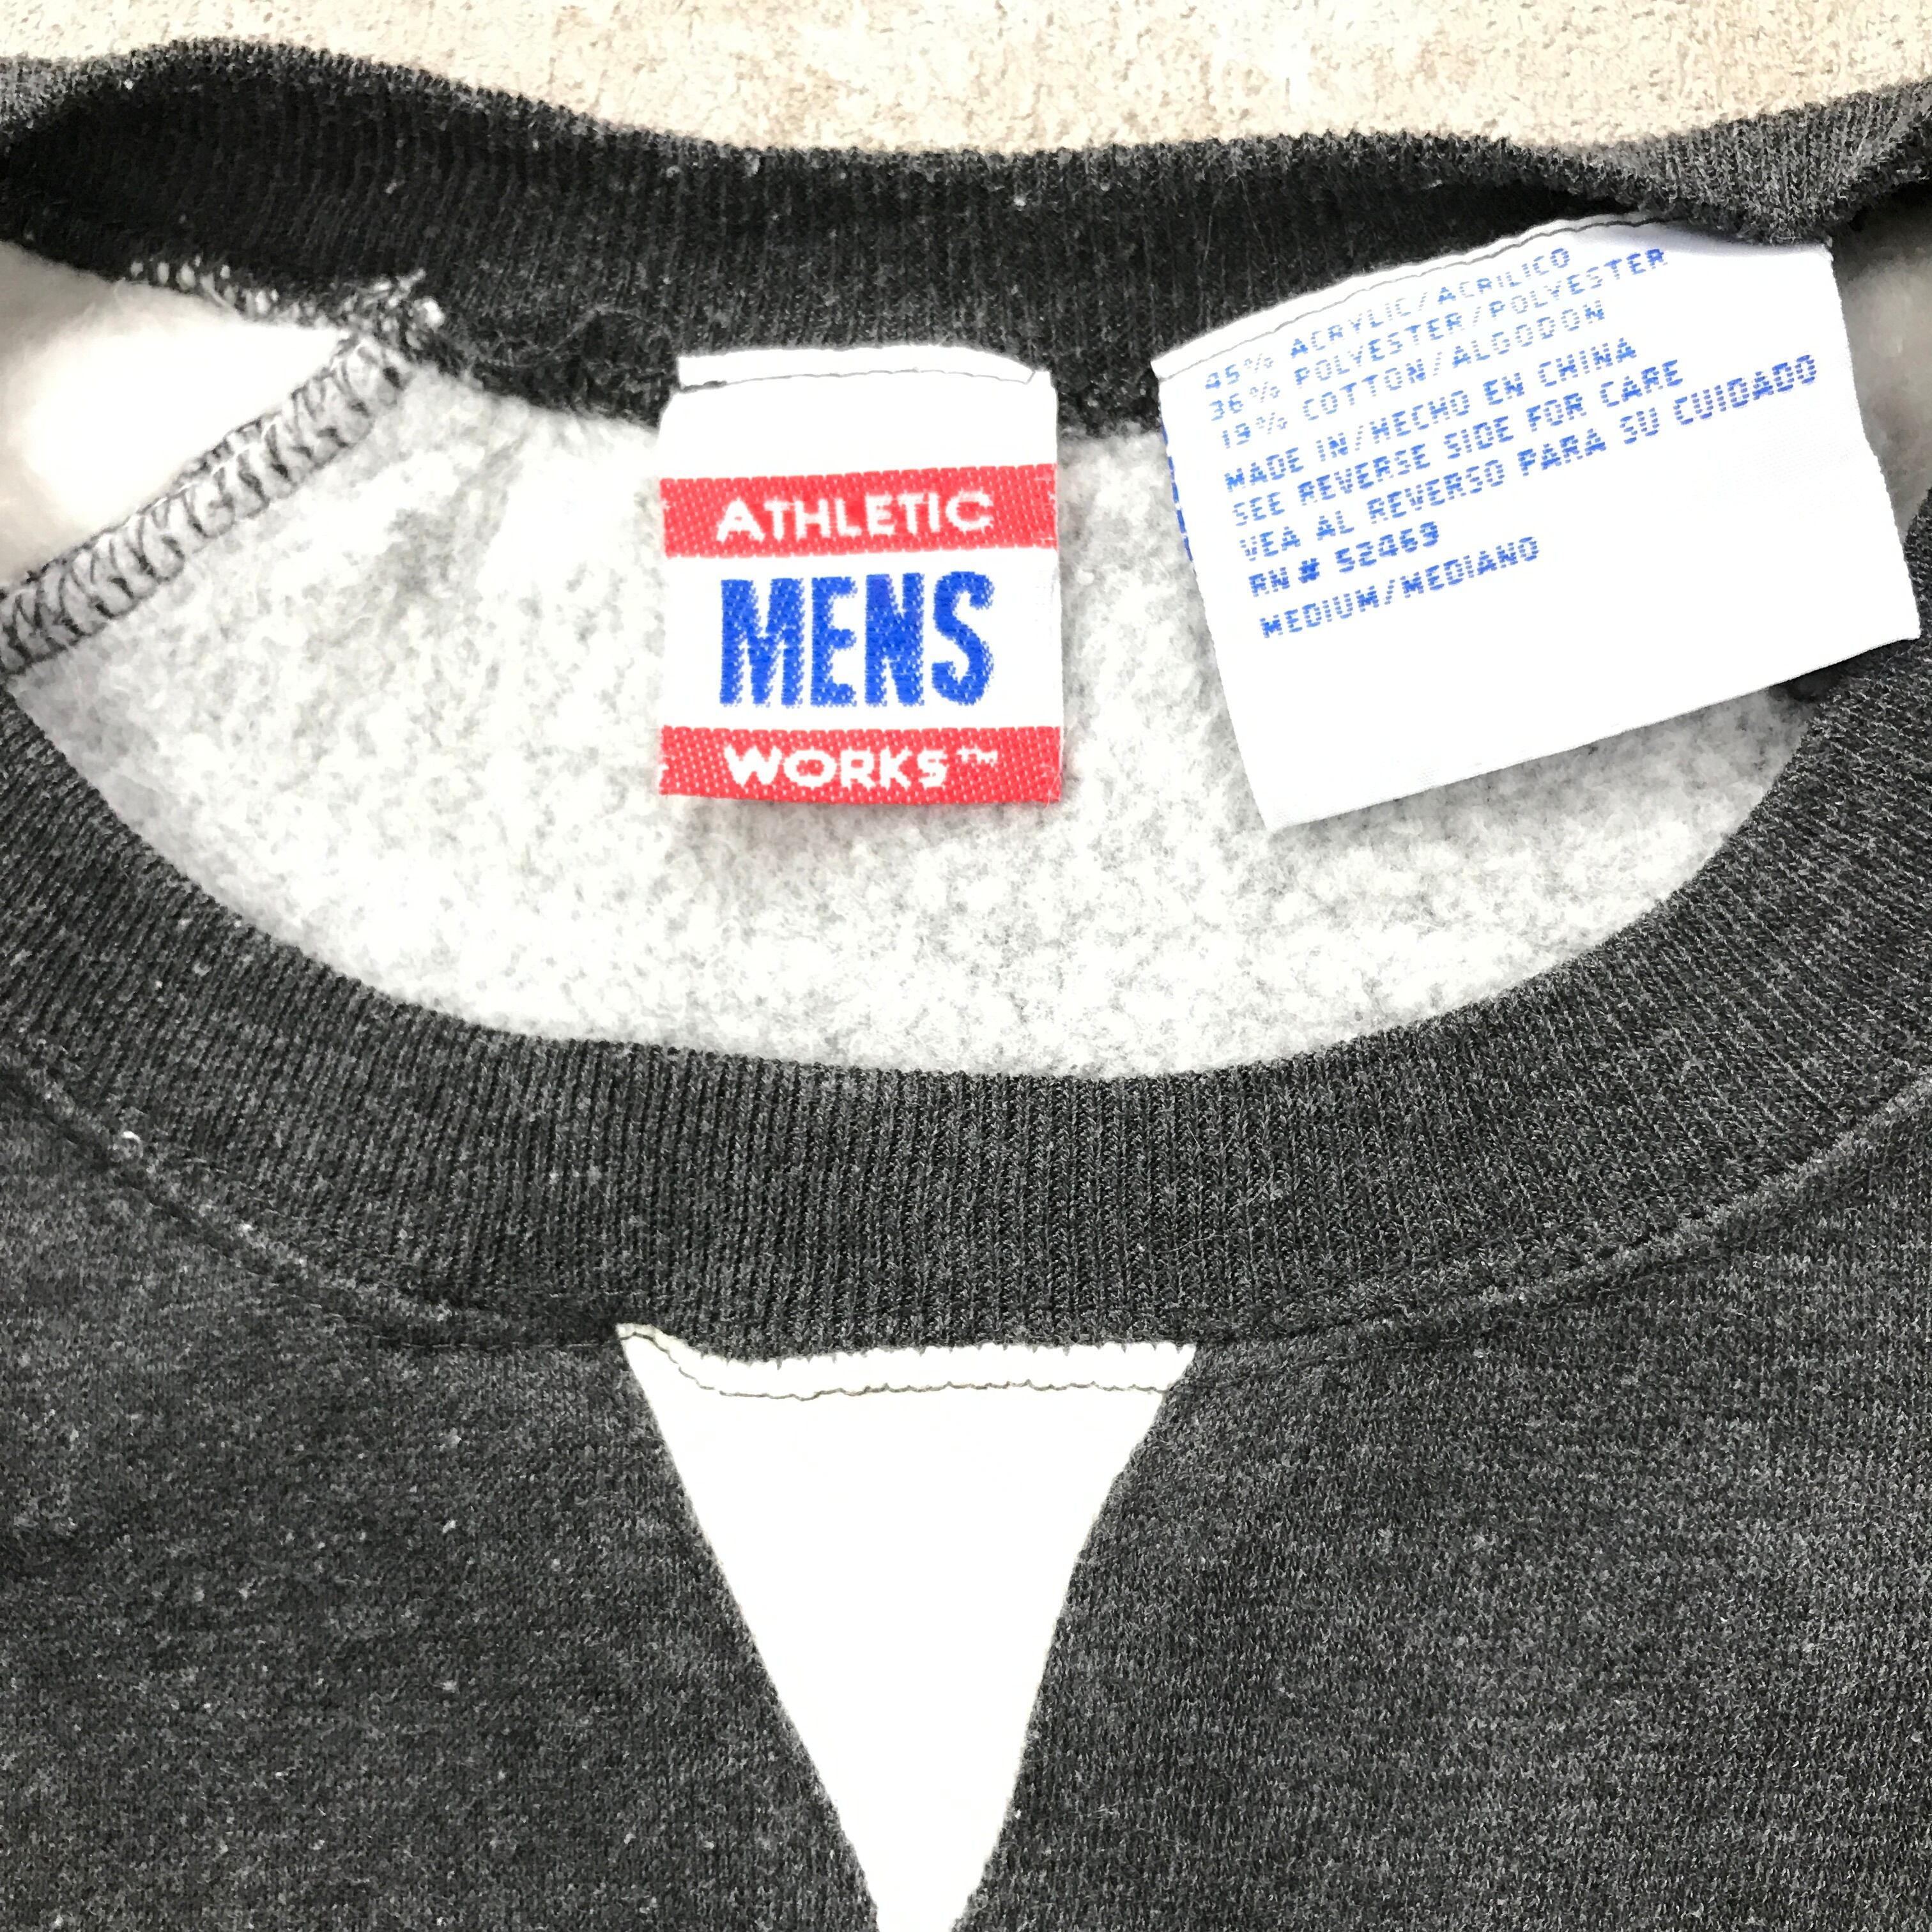 ATHLETIC
MENS
WORKS™
45% ACRYLIC/ACRILICO
36% POLYESTER/POLYESTER
19% COTTON/ALGODON
MADE IN/HECHO EN CHINA
SEE REVERSE SIDE FOR CARE
VEA AL REVERSO PARA SU CUIDADO
RN# 52469
MEDIUM/MEDIANO